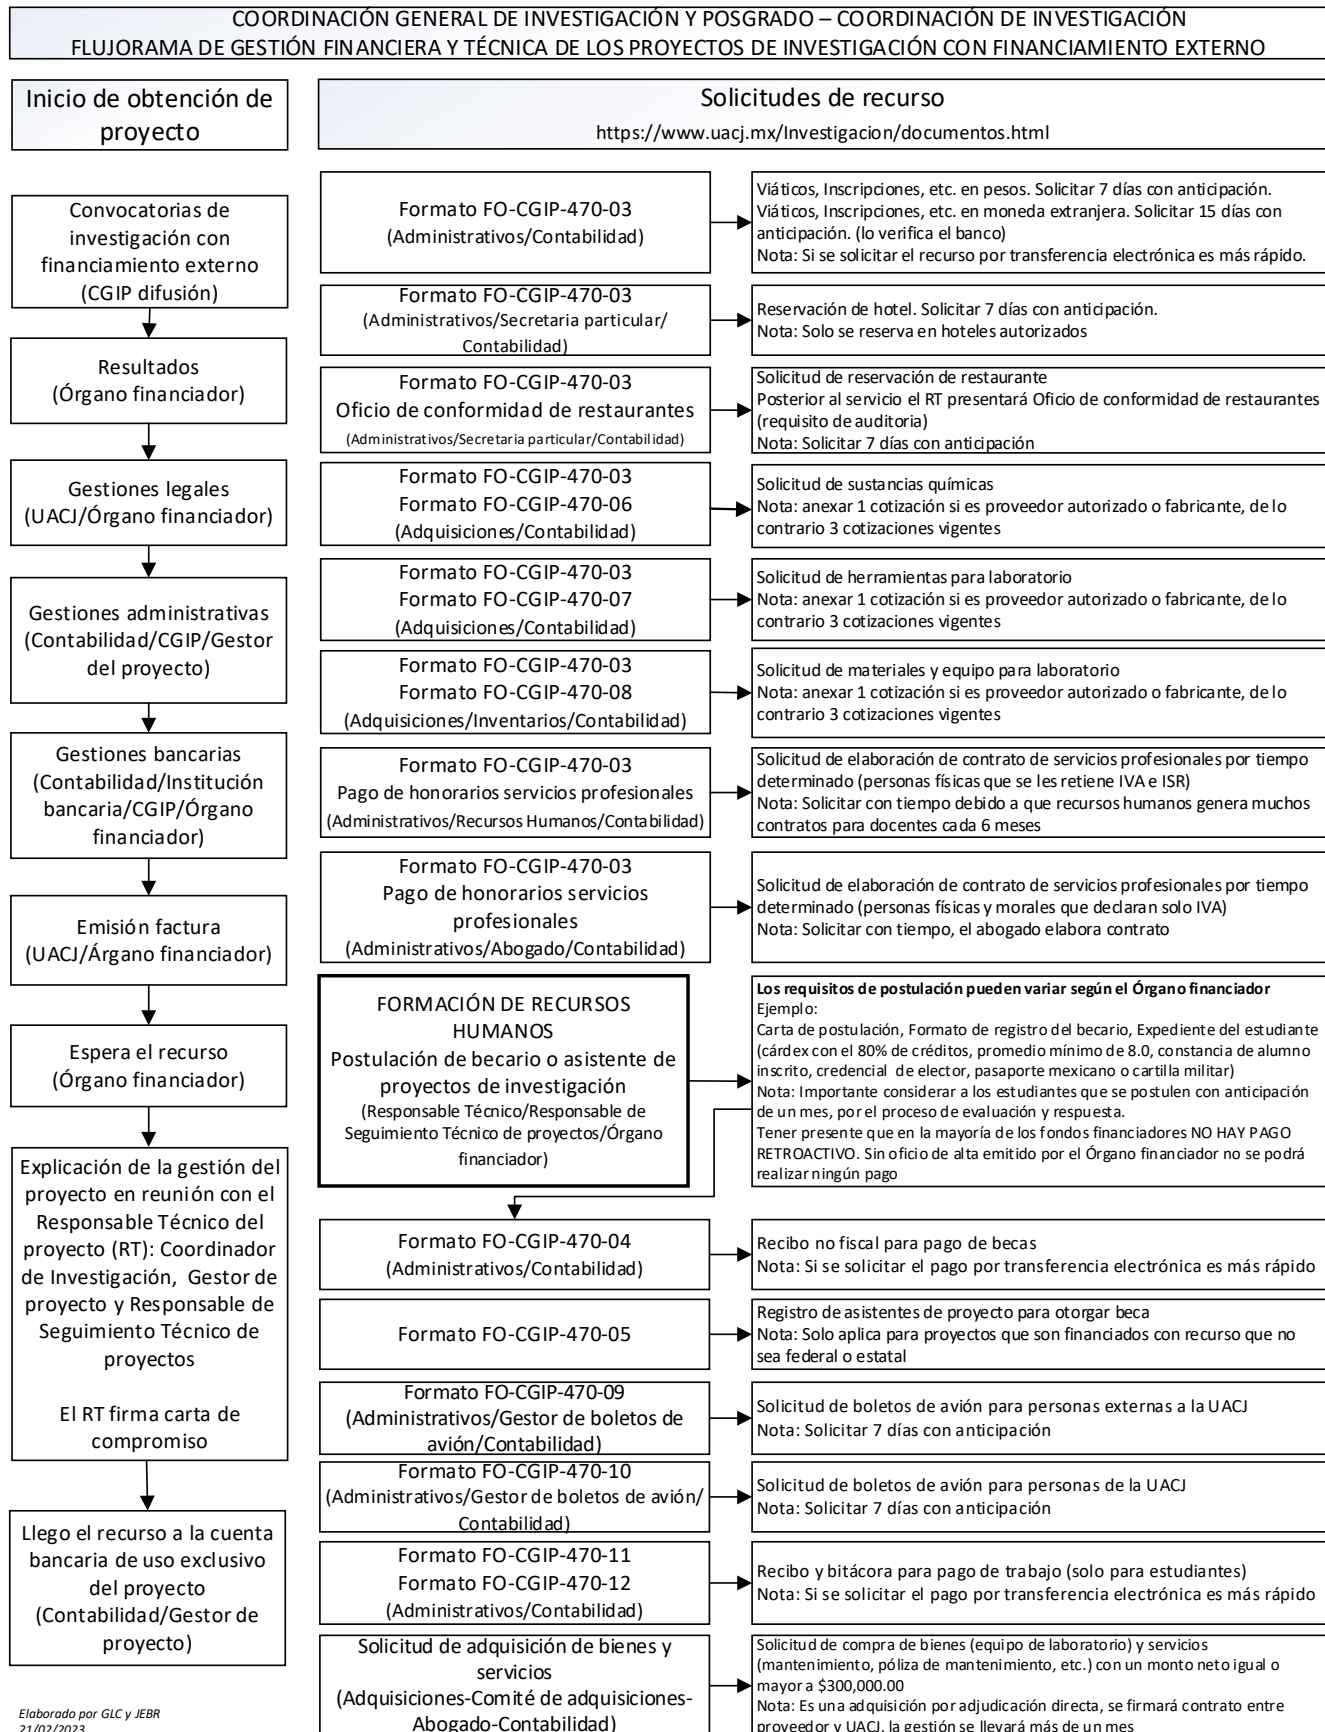 COORDINACIÓN GENERAL DE INVESTIGACIÓN Y POSGRADO – COORDINACIÓN DE INVESTIGACIÓN
FLUJORAMA DE GESTIÓN FINANCIERA Y TÉCNICA DE LOS PROYECTOS DE INVESTIGACIÓN CON FINANCIAMIENTO EXTERNO
Inicio de obtención de
proyecto
Convocatorias de
investigación con
financiamiento externo
(CGIP difusión)
Resultados
(Órgano financiador)
Gestiones legales
(UACJ/Órgano financiador)
Gestiones administrativas
(Contabilidad/CGIP/Gestor
del proyecto)
Gestiones bancarias
(Contabilidad/Institución
bancaria/CGIP/Órgano
financiador)
Emisión factura
(UACJ/Árgano financiador)
Espera el recurso
(Órgano financiador)
Explicación de la gestión del
proyecto en reunión con el
Responsable Técnico del
proyecto (RT): Coordinador
de Investigación, Gestor de
proyecto y Responsable de
Seguimiento Técnico de
proyectos
El RT firma carta de
compromiso
Llego el recurso a la cuenta
bancaria de uso exclusivo
del proyecto
(Contabilidad/Gestor de
proyecto)
Elaborado por GLC y JEBR
21/02/2023
Solicitudes de recurso
https://www.uacj.mx/Investigacion/documentos.html
Formato FO-CGIP-470-03
(Administrativos/Contabilidad)
Viáticos, Inscripciones, etc. en pesos. Solicitar 7 días con anticipación.
Viáticos, Inscripciones, etc. en moneda extranjera. Solicitar 15 días con
anticipación. (lo verifica el banco)
Nota: Si se solicitar el recurso por transferencia electrónica es más rápido.
Formato FO-CGIP-470-03
(Administrativos/Secretaria particular/
Contabilidad)
Reservación de hotel. Solicitar 7 días con anticipación.
Nota: Solo se reserva en hoteles autorizados
Formato FO-CGIP-470-03
Oficio de conformidad de restaurantes
(Administrativos/Secretaria particular/Contabilidad)
Solicitud de reservación de restaurante
Posterior al servicio el RT presentará Oficio de conformidad de restaurantes
(requisito de auditoria)
Nota: Solicitar 7 días con anticipación
Formato FO-CGIP-470-03
Formato FO-CGIP-470-06
(Adquisiciones/Contabilidad)
Solicitud de sustancias químicas
Nota: anexar 1 cotización si es proveedor autorizado o fabricante, de lo
contrario 3 cotizaciones vigentes
Formato FO-CGIP-470-03
Formato FO-CGIP-470-07
(Adquisiciones/Contabilidad)
Solicitud de herramientas para laboratorio
Nota: anexar 1 cotización si es proveedor autorizado o fabricante, de lo
contrario 3 cotizaciones vigentes
Formato FO-CGIP-470-03
Formato FO-CGIP-470-08
(Adquisiciones/Inventarios/Contabilidad)
Solicitud de materiales y equipo para laboratorio
Nota: anexar 1 cotización si es proveedor autorizado o fabricante, de lo
contrario 3 cotizaciones vigentes
Formato FO-CGIP-470-03
Pago de honorarios servicios profesionales
(Administrativos/Recursos Humanos/Contabilidad)
Solicitud de elaboración de contrato de servicios profesionales por tiempo
determinado (personas físicas que se les retiene IVA e ISR)
Nota: Solicitar con tiempo debido a que recursos humanos genera muchos
contratos para docentes cada 6 meses
Formato FO-CGIP-470-03
Pago de honorarios servicios
profesionales
(Administrativos/Abogado/Contabilidad)
Solicitud de elaboración de contrato de servicios profesionales por tiempo
determinado (personas físicas y morales que declaran solo IVA)
Nota: Solicitar con tiempo, el abogado elabora contrato
FORMACIÓN DE RECURSOS
HUMANOS
Postulación de becario o asistente de
proyectos de investigación
(Responsable Técnico/Responsable de
Seguimiento Técnico de proyectos/Órgano
financiador)
Los requisitos de postulación pueden variar según el Órgano financiador
Ejemplo:
Carta de postulación, Formato de registro del becario, Expediente del estudiante
(cárdex con el 80% de créditos, promedio mínimo de 8.0, constancia de alumno
inscrito, credencial de elector, pasaporte mexicano o cartilla militar)
Nota: Importante considerar a los estudiantes que se postulen con anticipación
de un mes, por el proceso de evaluación y respuesta.
Tener presente que en la mayoría de los fondos financiadores NO HAY PAGO
RETROACTIVO. Sin oficio de alta emitido por el Órgano financiador no se podrá
realizar ningún pago
Formato FO-CGIP-470-04
(Administrativos/Contabilidad)
Recibo no fiscal para pago de becas
Nota: Si se solicitar el pago por transferencia electrónica es más rápido
Formato FO-CGIP-470-05
Registro de asistentes de proyecto para otorgar beca
Nota: Solo aplica para proyectos que son financiados con recurso que no
sea federal o estatal
Formato FO-CGIP-470-09
(Administrativos/Gestor de boletos de
avión/Contabilidad)
Solicitud de boletos de avión para personas externas a la UACJ
Nota: Solicitar 7 días con anticipación
Formato FO-CGIP-470-10
(Administrativos/Gestor de boletos de avión/
Contabilidad)
Solicitud de boletos de avión para personas de la UACJ
Nota: Solicitar 7 días con anticipación
Formato FO-CGIP-470-11
Formato FO-CGIP-470-12
(Administrativos/Contabilidad)
Recibo y bitácora para pago de trabajo (solo para estudiantes)
Nota: Si se solicitar el pago por transferencia electrónica es más rápido
Solicitud de adquisición de bienes y
servicios
(Adquisiciones-Comité de adquisiciones-
Abogado-Contabilidad)
Solicitud de compra de bienes (equipo de laboratorio) y servicios
(mantenimiento, póliza de mantenimiento, etc.) con un monto neto igual o
mayor a $300,000.00
Nota: Es una adquisición por adjudicación directa, se firmará contrato entre
proveedor y UACJ, la gestión se llevará más de un mes